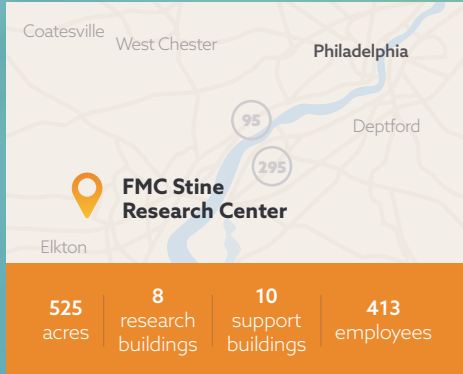 Coatesville
West Chester
Philadelphia
95
Deptford
295
FMC Stine
Research Center
Elkton
525
acres
8
research
buildings
10
support
buildings
413
employees